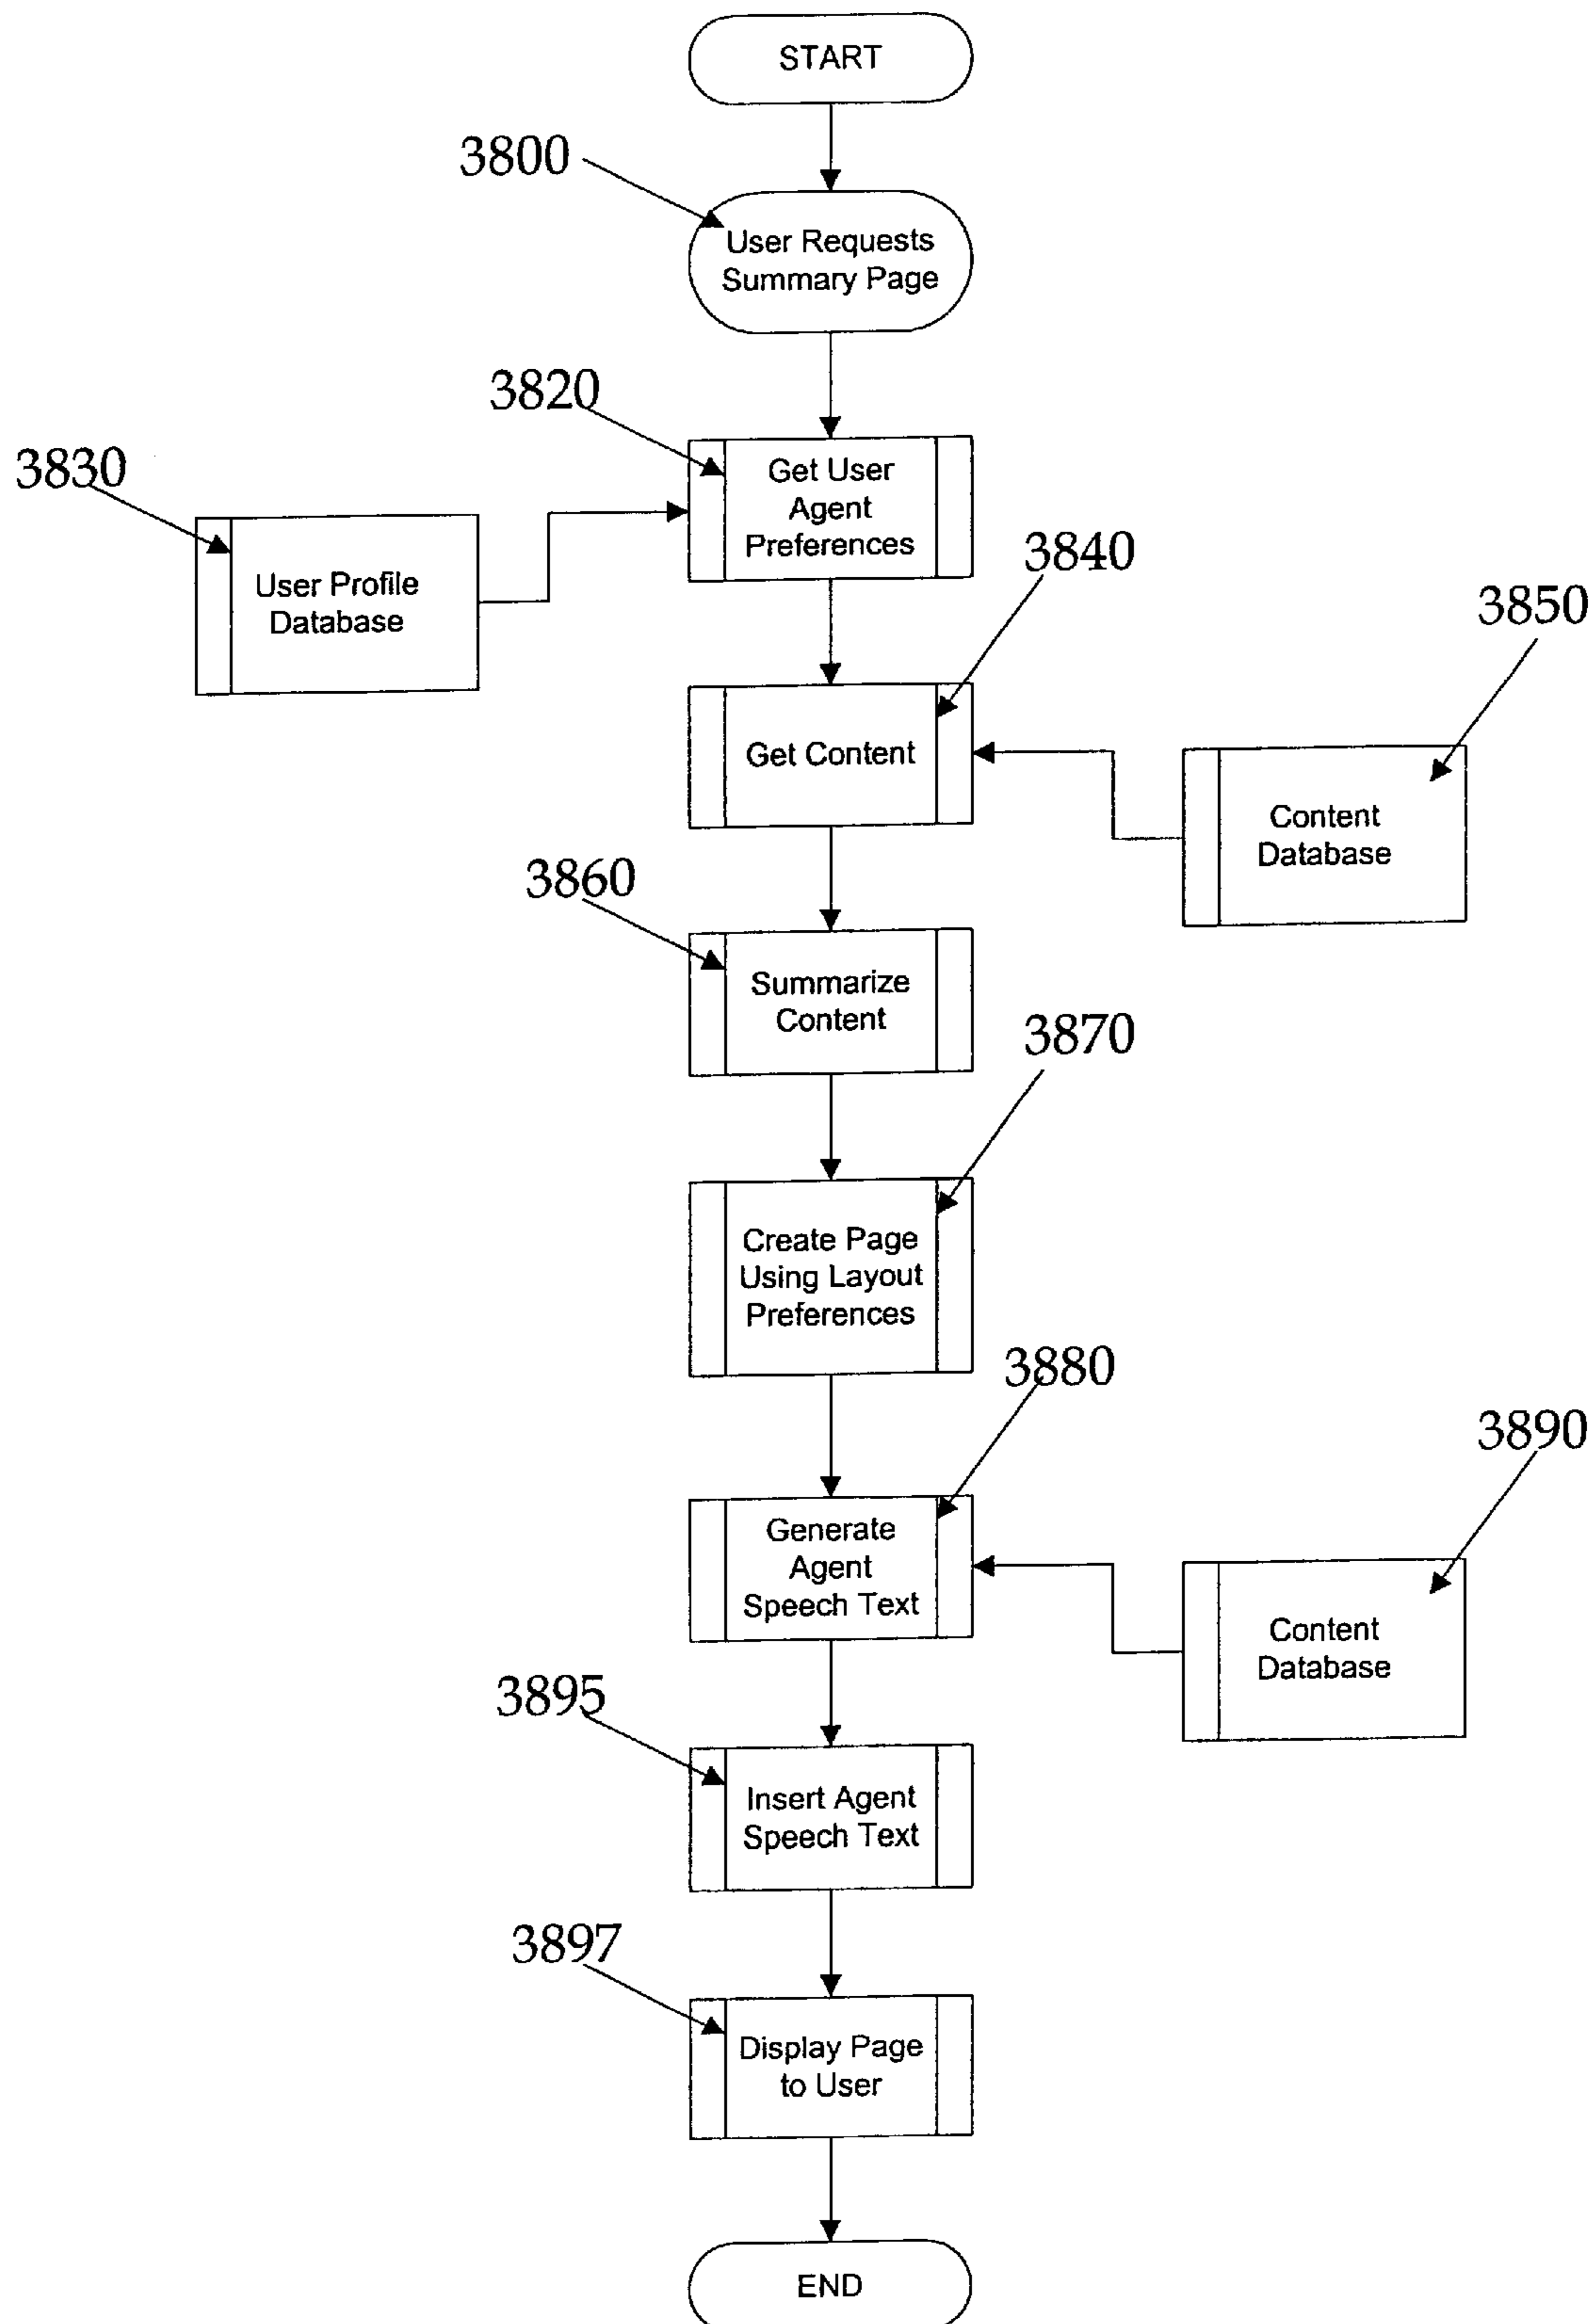 START
3800
User Requests
Summary Page
3820
3830
Get User
Agent
Preferences
User Profile
Database
3840
3850
Get Content
Content
Database
3860
Summarize
Content
3870
Create Page
Using Layout
Preferences
3880
3890
Generate
Agent
Speech Text
Content
Database
3895
Insert Agent
Speech Text
3897
Display Page
to User
END